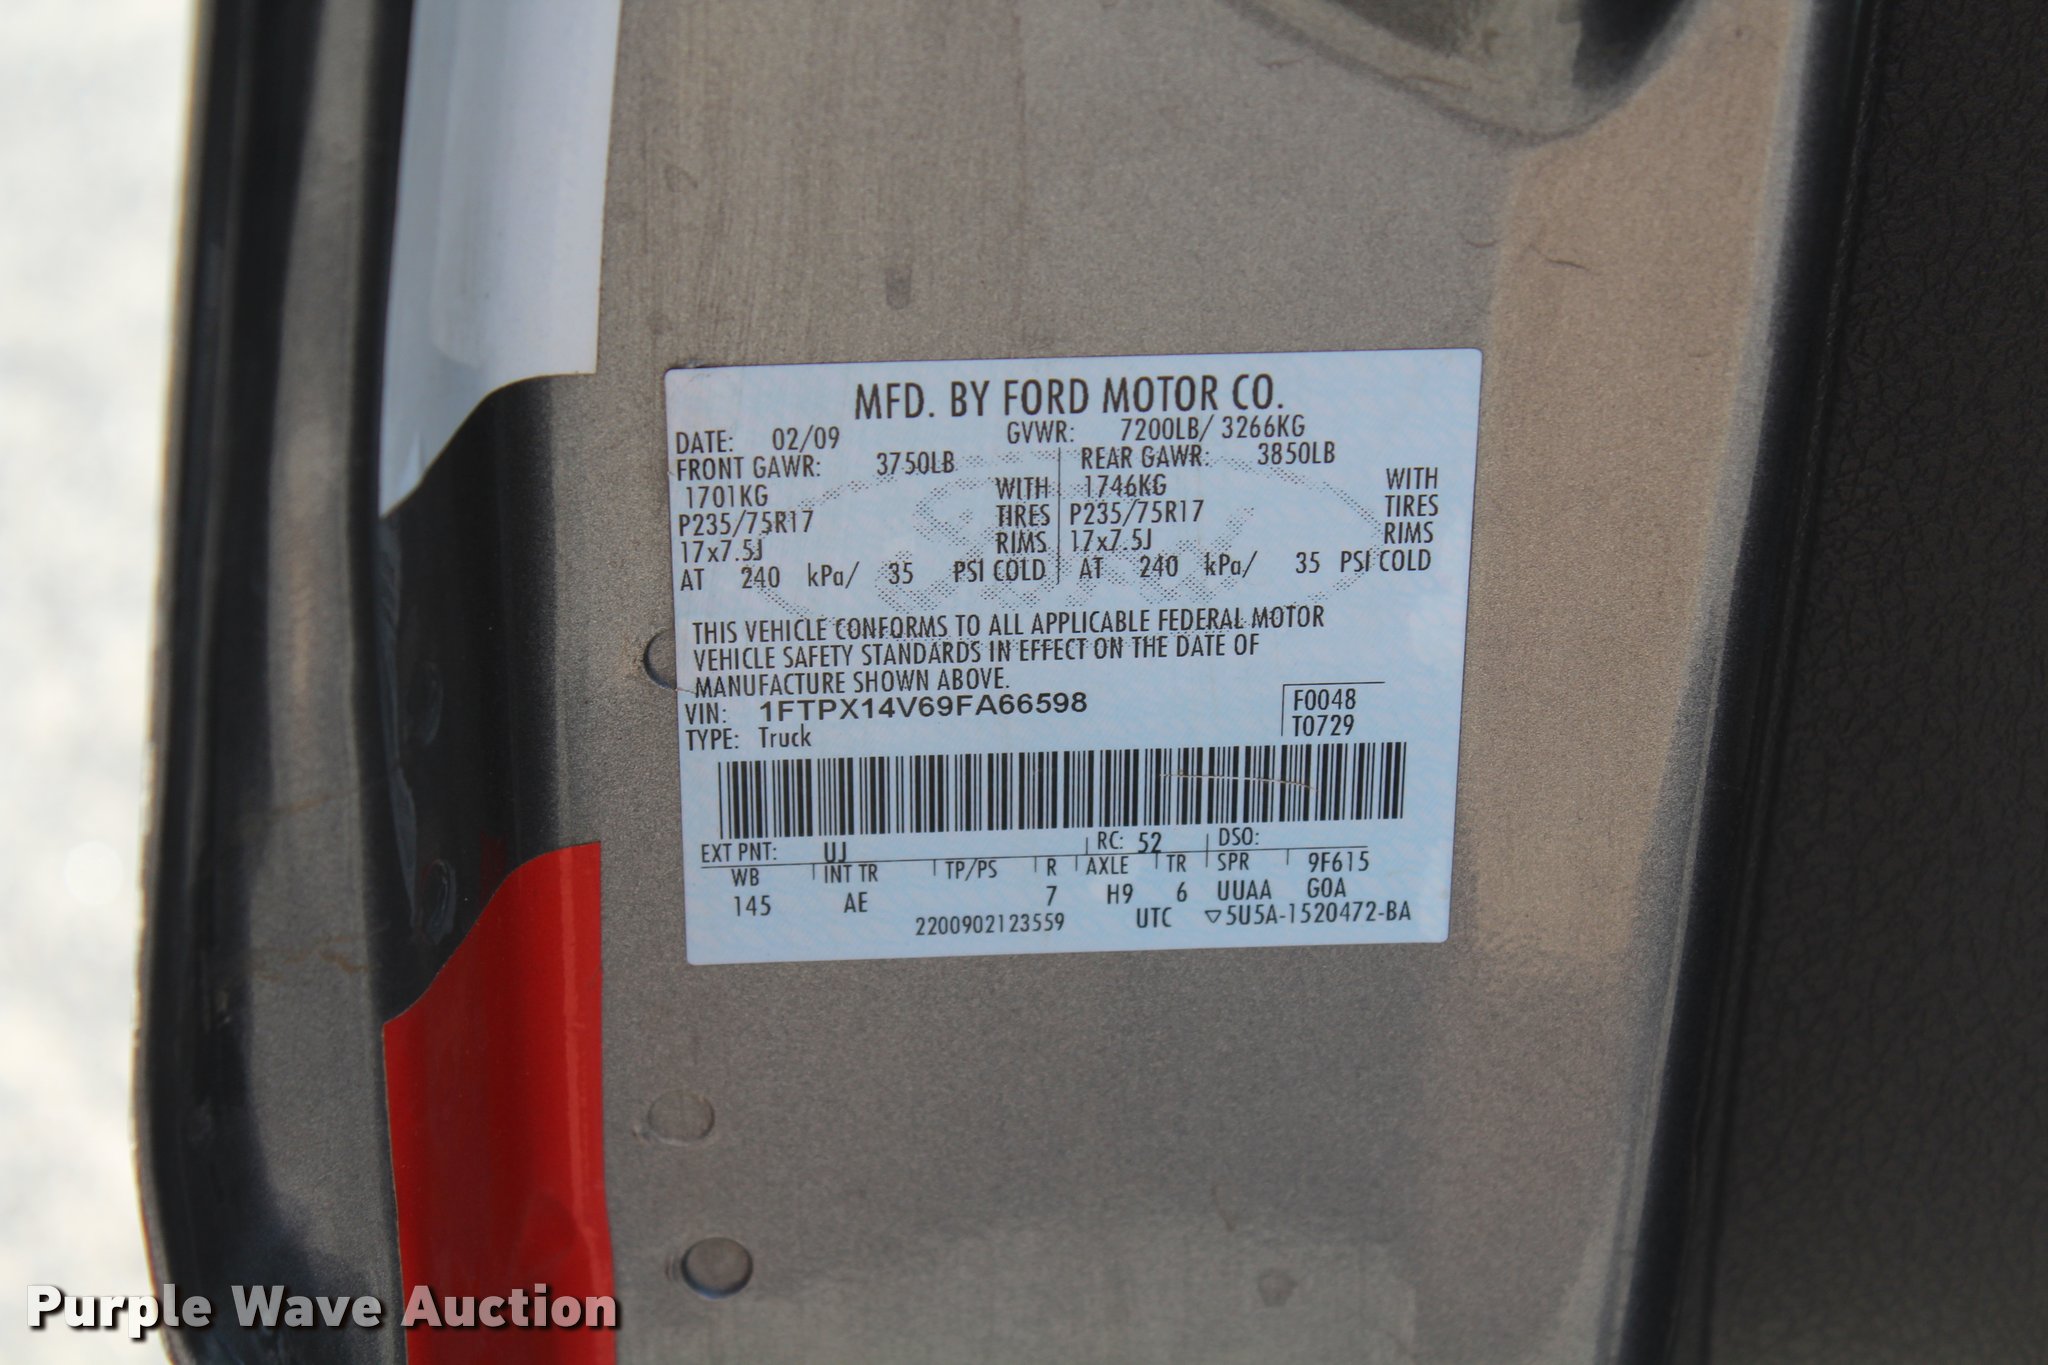 MFD. BY FORD MOTOR CO.
DATE: 02/09 GVWR: 7200LB/ 3266KG
FRONT GAWR: 3750LB REAR GAWR: 3850LB
1701KG WITH 1746KG WITH
P235/75R17 TIRES P235/75R17 TIRES
17x7.5J RIMS 17x7.5J RIMS
AT 240 kPa/ 35 PSI COLD AT 240 kPa/ 35 PSI COLD
THIS VEHICLE CONFORMS TO ALL APPLICABLE FEDERAL MOTOR
VEHICLE SAFETY STANDARDS IN EFFECT ON THE DATE OF
MANUFACTURE SHOWN ABOVE.
VIN: 1FTPX14V69FA66598 F0048
TYPE: Truck T0729
EXT PNT: UJ RC: 52 DSO:
WB INT TR TP/PS R AXLE TR SPR 9F615
145 AE 7 H9 6 UUAA G0A
2200902123559 UTC ▽5U5A-1520472-BA
Purple Wave Auction